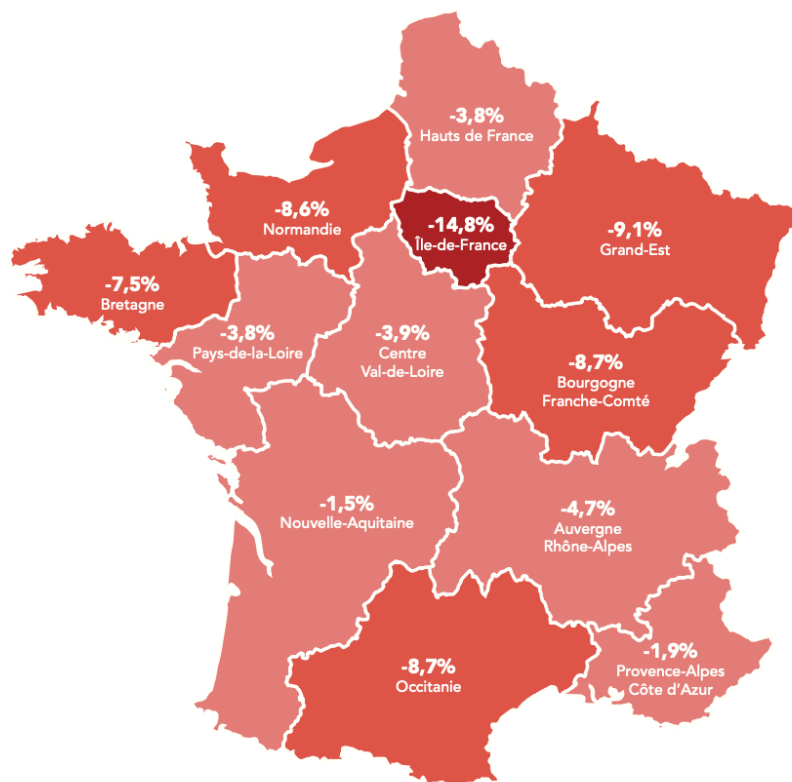 -3,8%
Hauts de France
-8,6%
Normandie
-14,8%
Île-de-France
-9,1%
Grand-Est
-7,5%
Bretagne
-3,8%
Pays-de-la-Loire
-3,9%
Centre
Val-de-Loire
-8,7%
Bourgogne
Franche-Comté
-1,5%
Nouvelle-Aquitaine
-4,7%
Auvergne
Rhône-Alpes
-8,7%
Occitanie
-1,9%
Provence-Alpes
Côte d'Azur